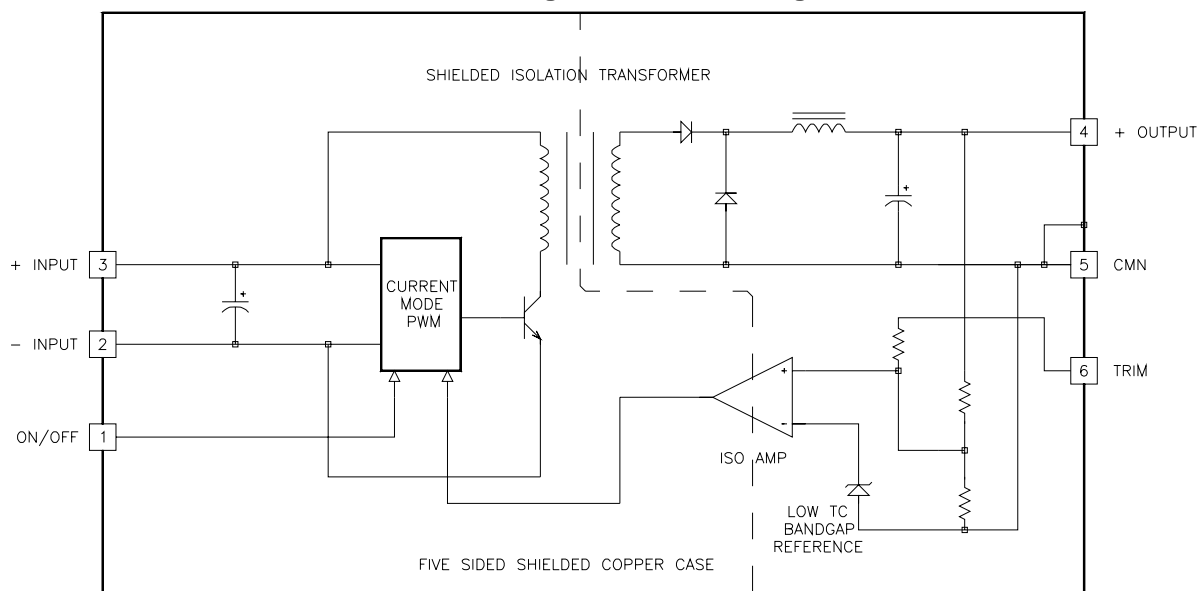 SHIELDED ISOLATION TRANSFORMER
4 + OUTPUT
+ INPUT 3
CURRENT
MODE
PWM
5 CMN
- INPUT 2
6 TRIM
ON/OFF 1
+
+
+
-
ISO AMP
LOW TC
BANDGAP
REFERENCE
FIVE SIDED SHIELDED COPPER CASE